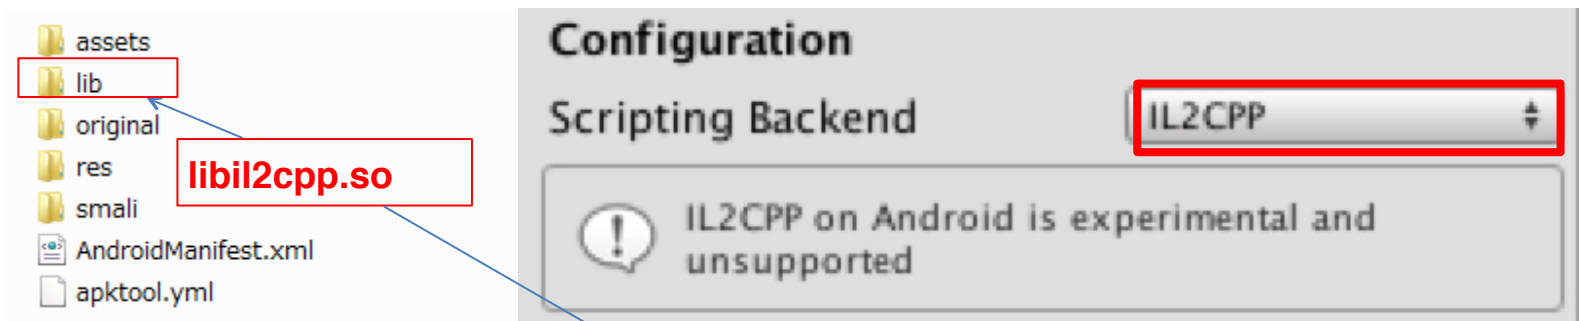 assets
lib
original
res
smali
AndroidManifest.xml
apktool.yml
libil2cpp.so
Configuration
Scripting Backend IL2CPP
IL2CPP on Android is experimental and
unsupported